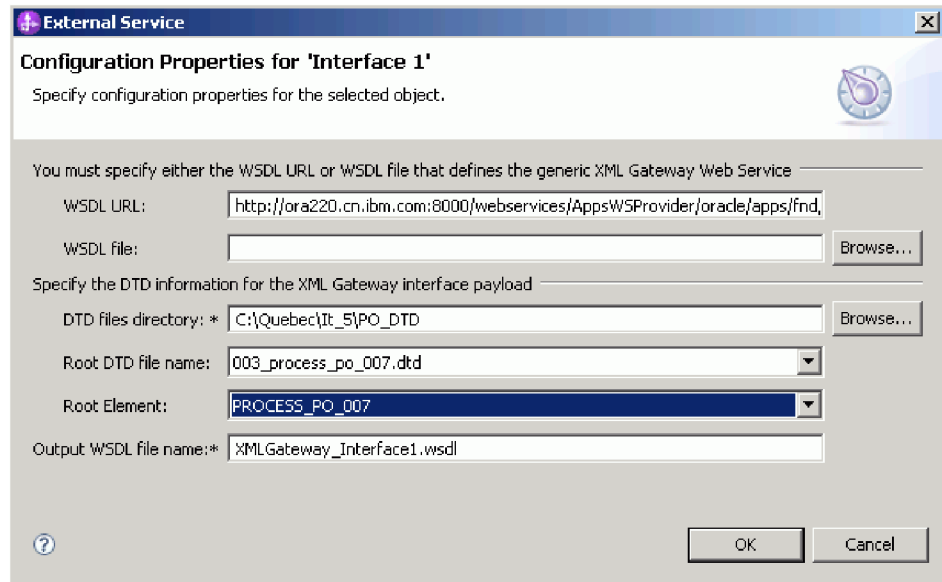 External Service
Configuration Properties for 'Interface 1'
Specify configuration properties for the selected object.
You must specify either the WSDL URL or WSDL file that defines the generic XML Gateway Web Service
WSDL URL: http://ora220.cn.ibm.com:8000/webservices/AppsWSProvider/oracle/apps/fnd,
WSDL file: Browse...
Specify the DTD information for the XML Gateway interface payload
DTD files directory: * C:\Quebec\It_5\PO_DTD Browse...
Root DTD file name: 003_process_po_007.dtd
Root Element: PROCESS_PO_007
Output WSDL file name:* XMLGateway_Interface1.wsdl
OK Cancel